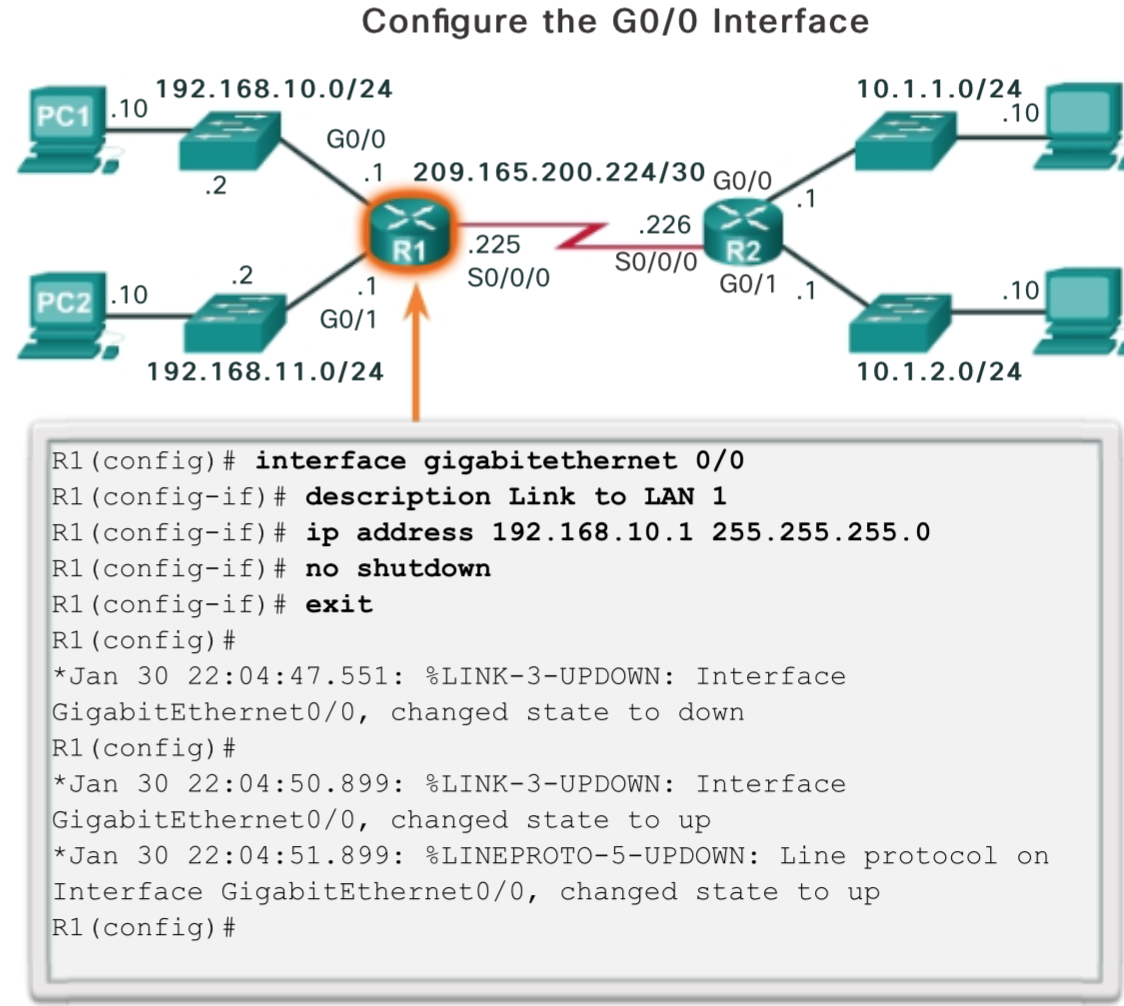 Configure the G0/0 Interface
192.168.10.0/24
10.1.1.0/24
PC1
.10
.10
G0/0
.1
209.165.200.224/30
G0/0
.2
.1
.226
R1
.225
R2
S0/0/0
S0/0/0
.2
G0/1
.1
PC2
.10
.1
.10
G0/1
192.168.11.0/24
10.1.2.0/24
R1(config)# interface gigabitethernet 0/0
R1(config-if)# description Link to LAN 1
R1(config-if)# ip address 192.168.10.1 255.255.255.0
R1(config-if)# no shutdown
R1(config-if)# exit
R1(config)#
*Jan 30 22:04:47.551: %LINK-3-UPDOWN: Interface
GigabitEthernet0/0, changed state to down
R1(config)#
*Jan 30 22:04:50.899: %LINK-3-UPDOWN: Interface
GigabitEthernet0/0, changed state to up
*Jan 30 22:04:51.899: %LINEPROTO-5-UPDOWN: Line protocol on
Interface GigabitEthernet0/0, changed state to up
R1(config)#